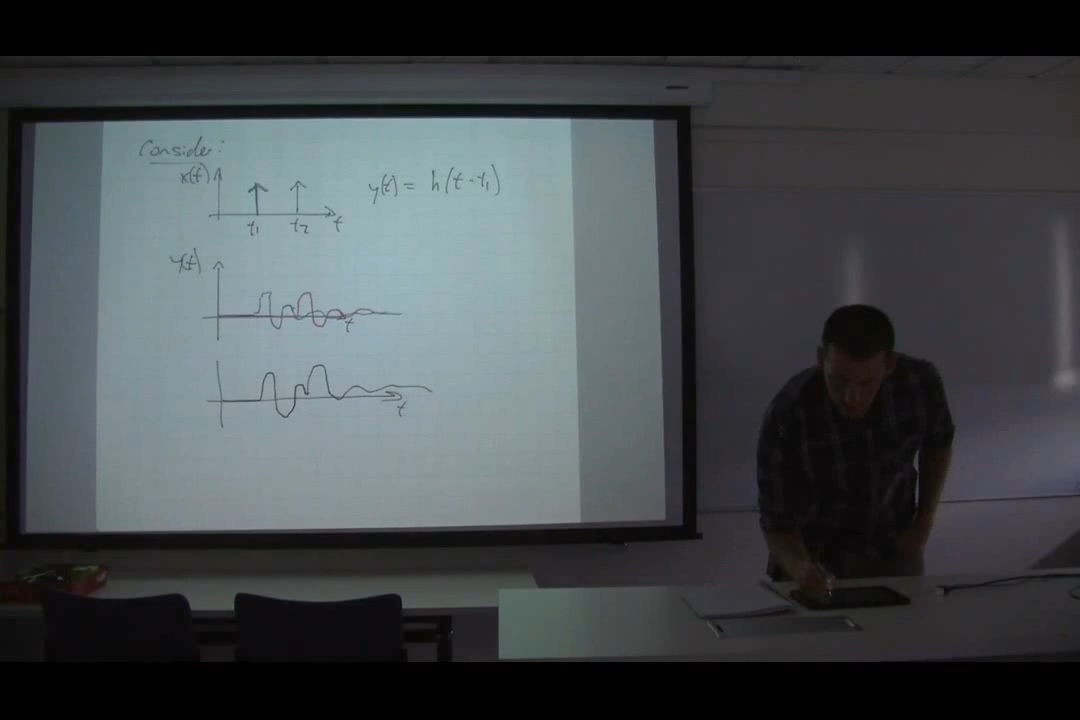 Consider:
x(t)
y(t) = h(t - t₁)
t₁ t₂ t
y(t)
t
t